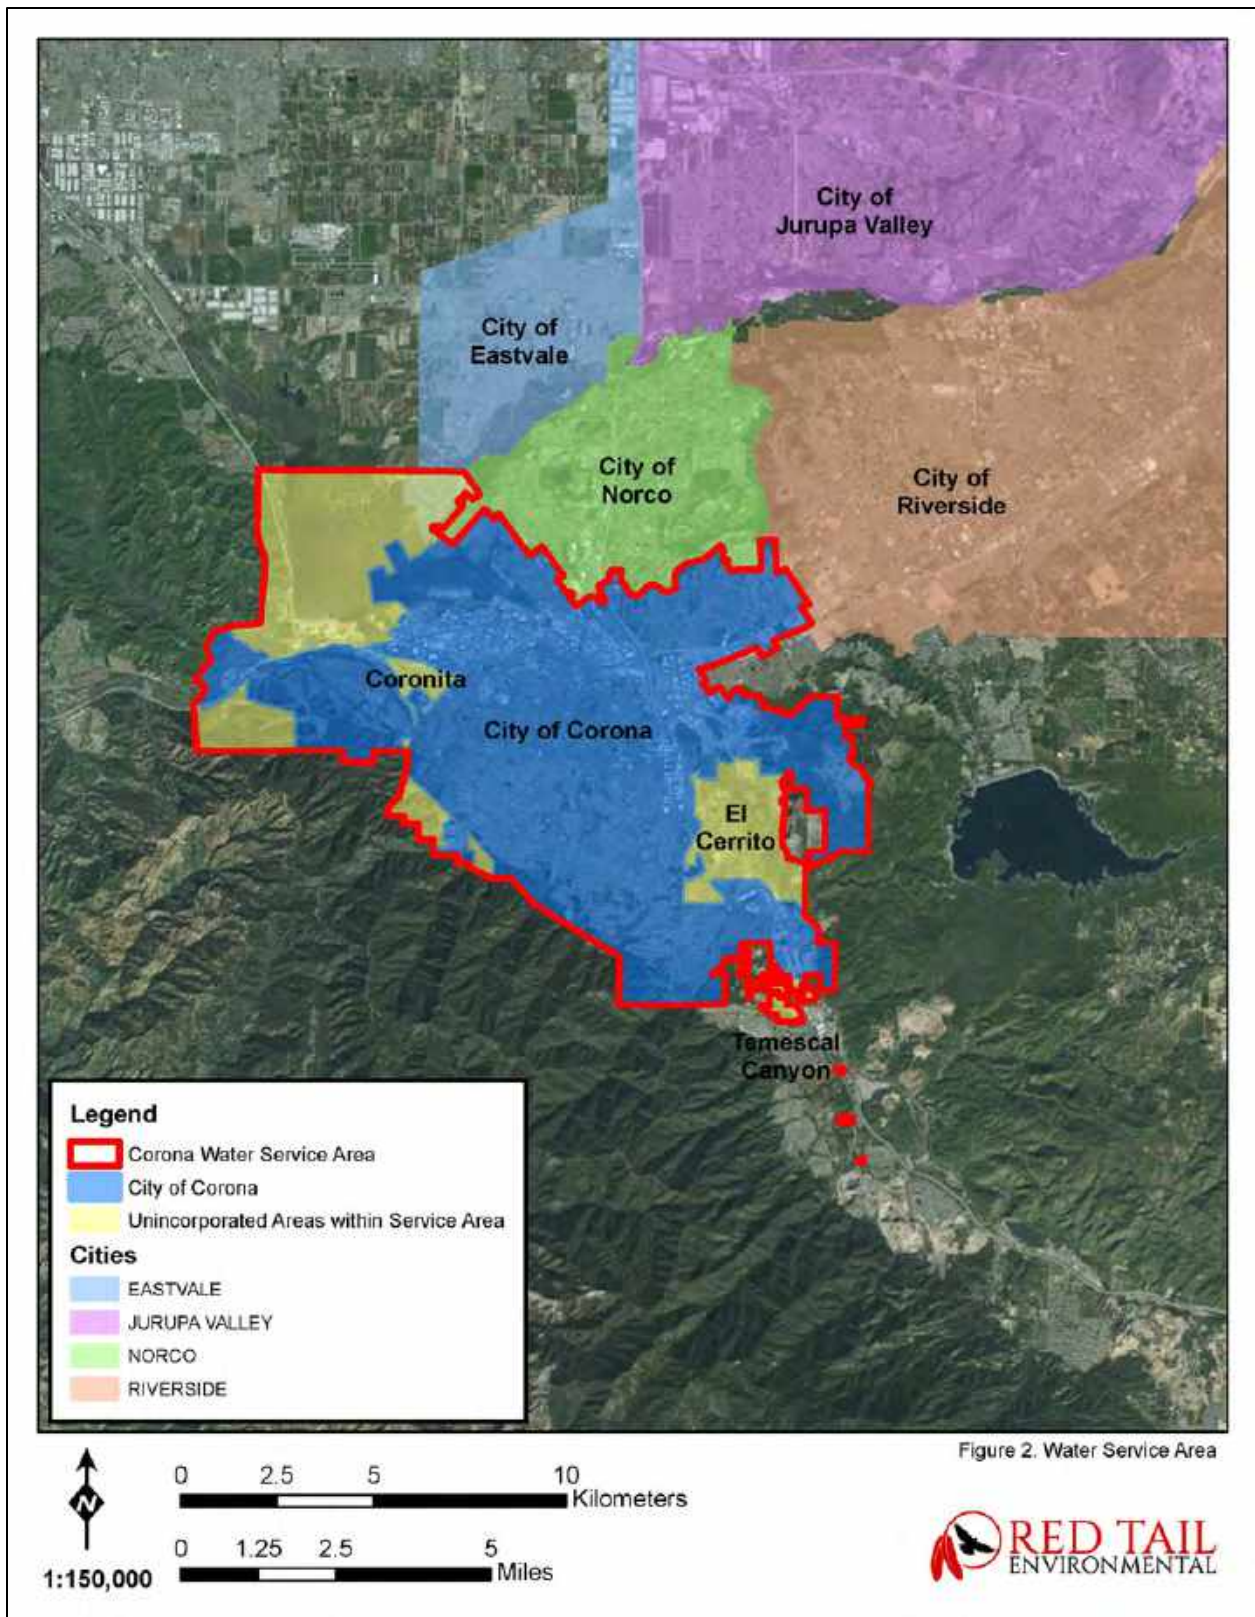 City of
Jurupa Valley
City of
Eastvale
City of
Norco
City of
Riverside
Coronita
City of Corona
El
Cerrito
Temescal
Canyon
Legend
Corona Water Service Area
City of Corona
Unincorporated Areas within Service Area
Cities
EASTVALE
JURUPA VALLEY
NORCO
RIVERSIDE
Figure 2. Water Service Area
N
1:150,000
0 2.5 5 10
Kilometers
0 1.25 2.5 5
Miles
RED TAIL
ENVIRONMENTAL